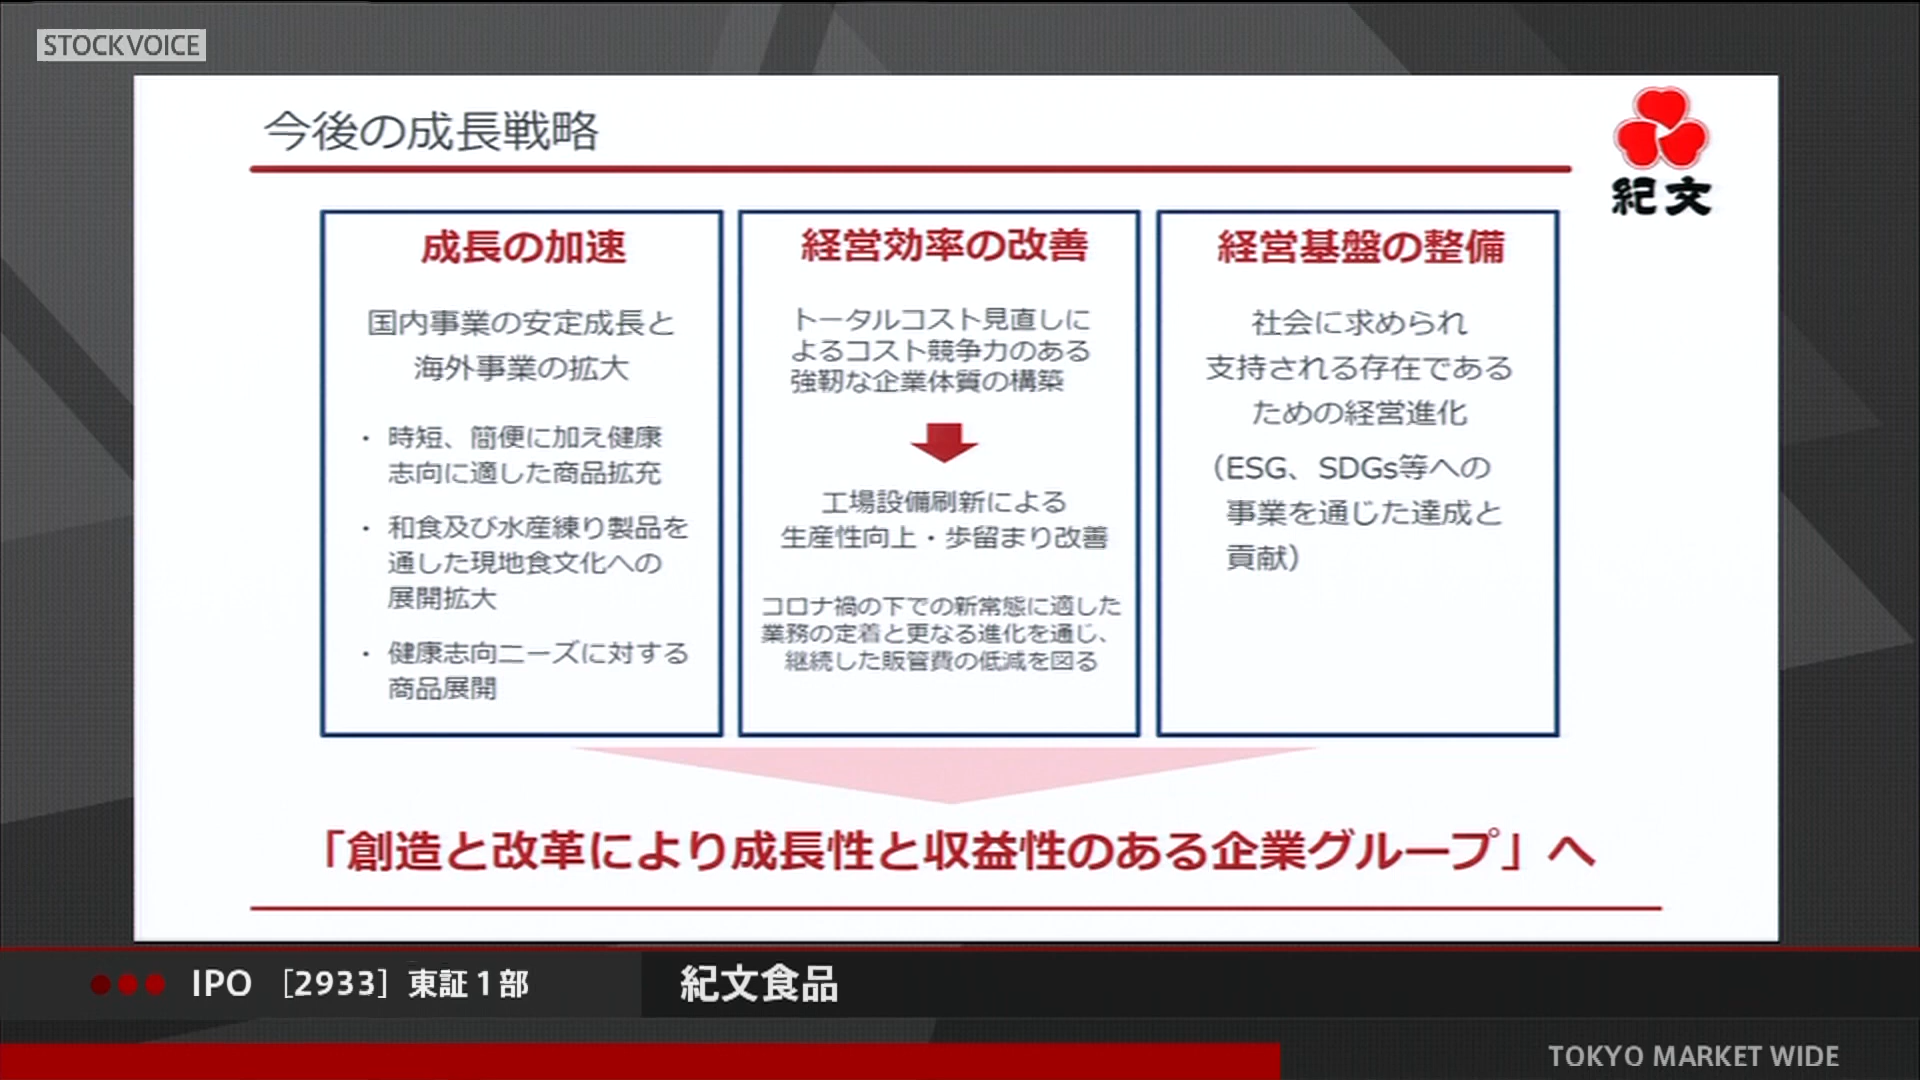 STOCKVOICE
今後の成長戦略
紀文
成長の加速
国内事業の安定成長と
海外事業の拡大
・ 時短、簡便に加え健康
志向に適した商品拡充
・ 和食及び水産練り製品を
通した現地食文化への
展開拡大
・ 健康志向ニーズに対する
商品展開
経営効率の改善
トータルコスト見直しに
よるコスト競争力のある
強靭な企業体質の構築
工場設備刷新による
生産性向上・歩留まり改善
コロナ禍の下での新常態に適した
業務の定着と更なる進化を通じ、
継続した販管費の低減を図る
経営基盤の整備
社会に求められ
支持される存在である
ための経営進化
（ESG、SDGs等への
事業を通じた達成と
貢献）
「創造と改革により成長性と収益性のある企業グループ」へ
IPO ［2933］東証１部
紀文食品
TOKYO MARKET WIDE